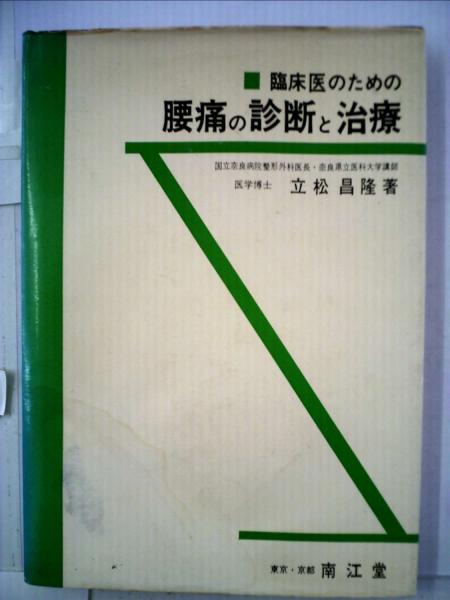 ■臨床医のための
腰痛の診断と治療
国立奈良病院整形外科医長・奈良県立医科大学講師
医学博士 立松昌隆著
東京・京都 南江堂